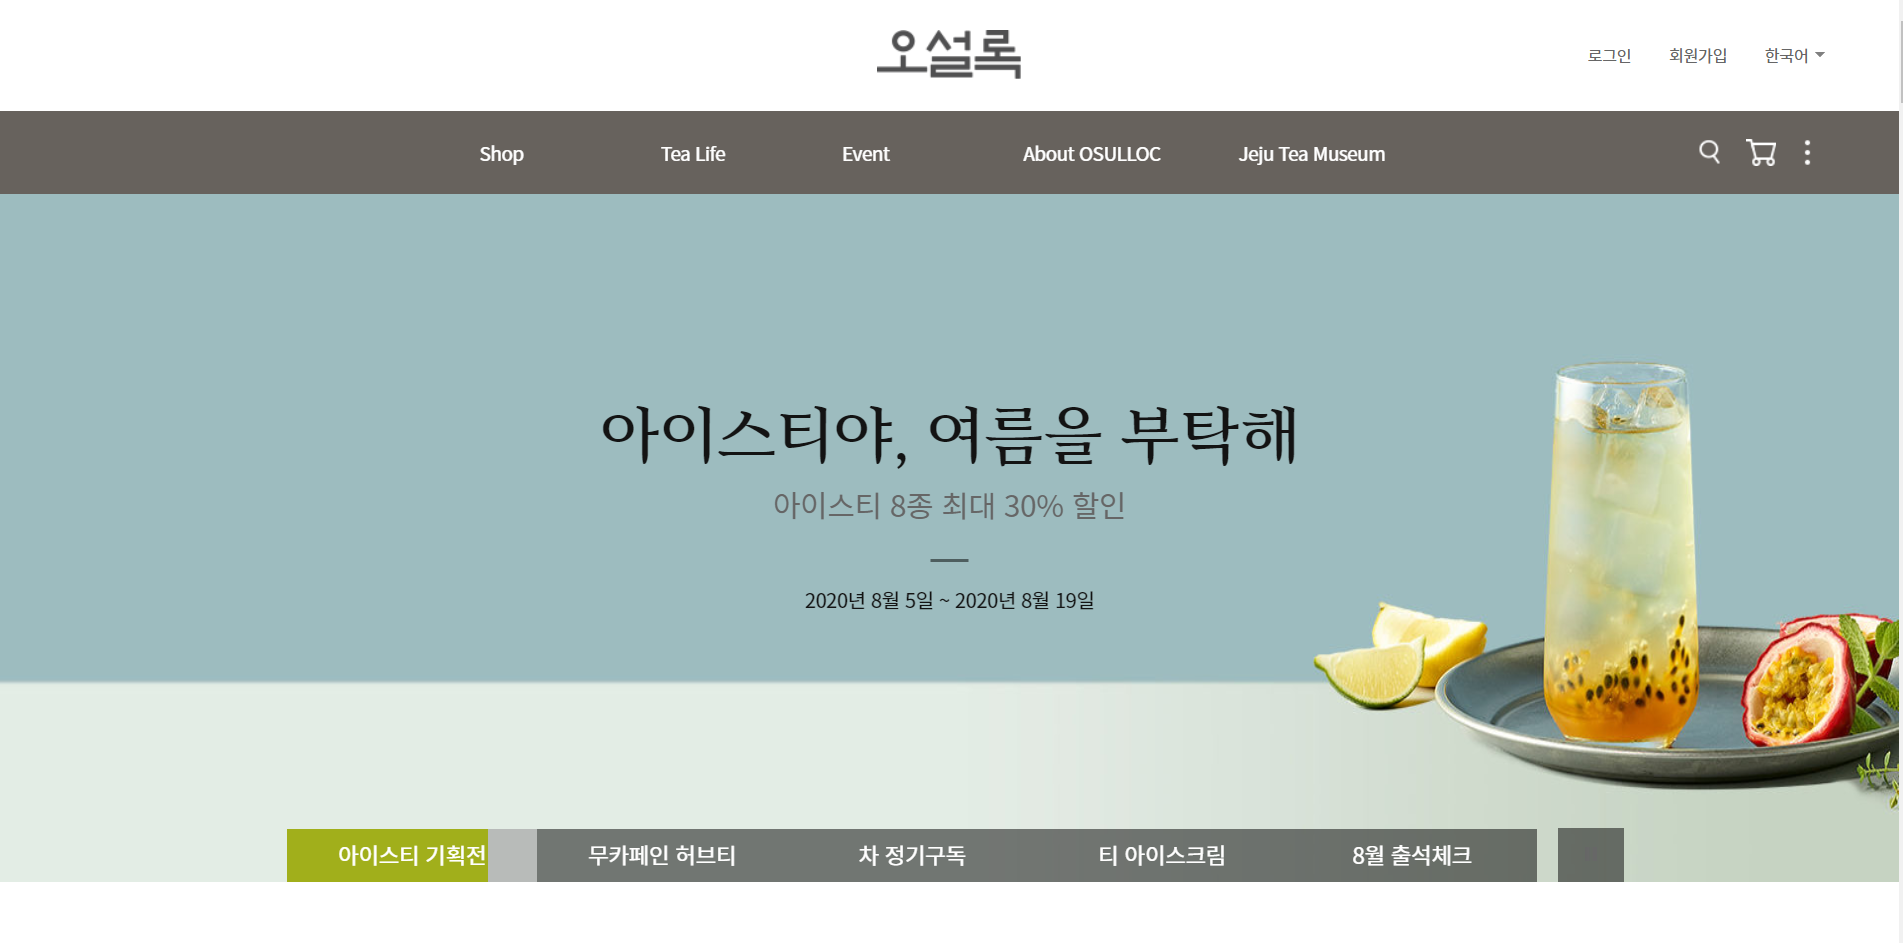 오설록
로그인 회원가입 한국어
Shop Tea Life Event About OSULLOC Jeju Tea Museum
아이스티야, 여름을 부탁해
아이스티 8종 최대 30% 할인
2020년 8월 5일 ~ 2020년 8월 19일
아이스티 기획전 무카페인 허브티 차 정기구독 티 아이스크림 8월 출석체크